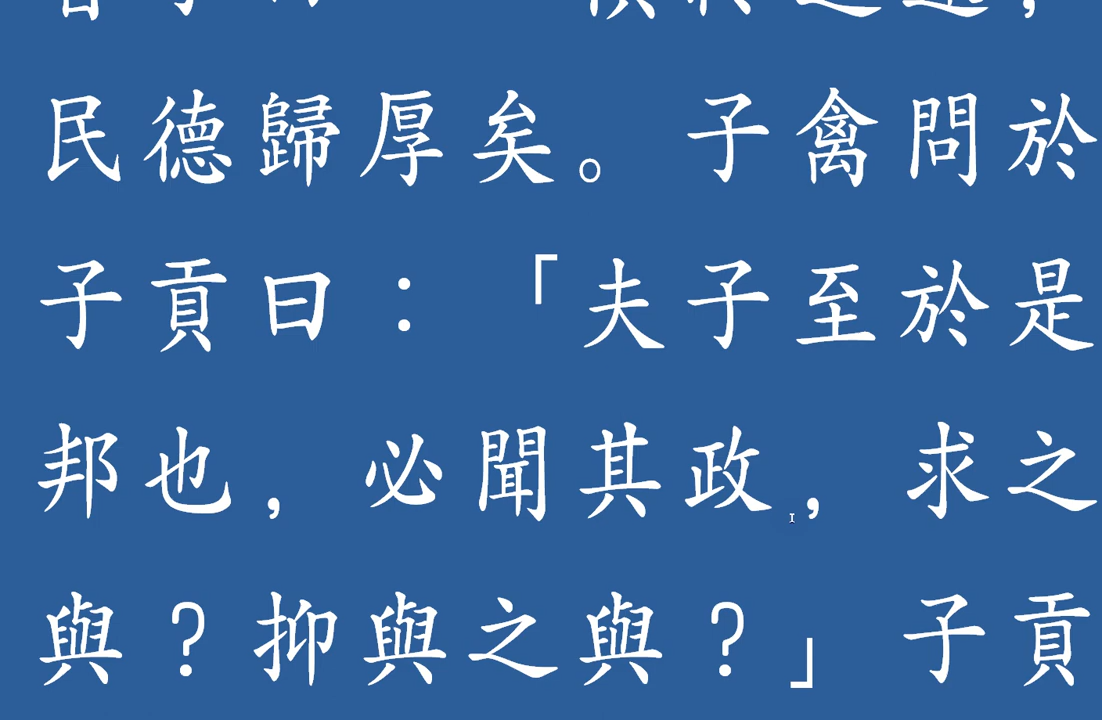 民德歸厚矣。 子禽問於
子貢曰： 「夫子至於是
邦也， 必聞其政， 求之
與？抑與之與？」 子貢